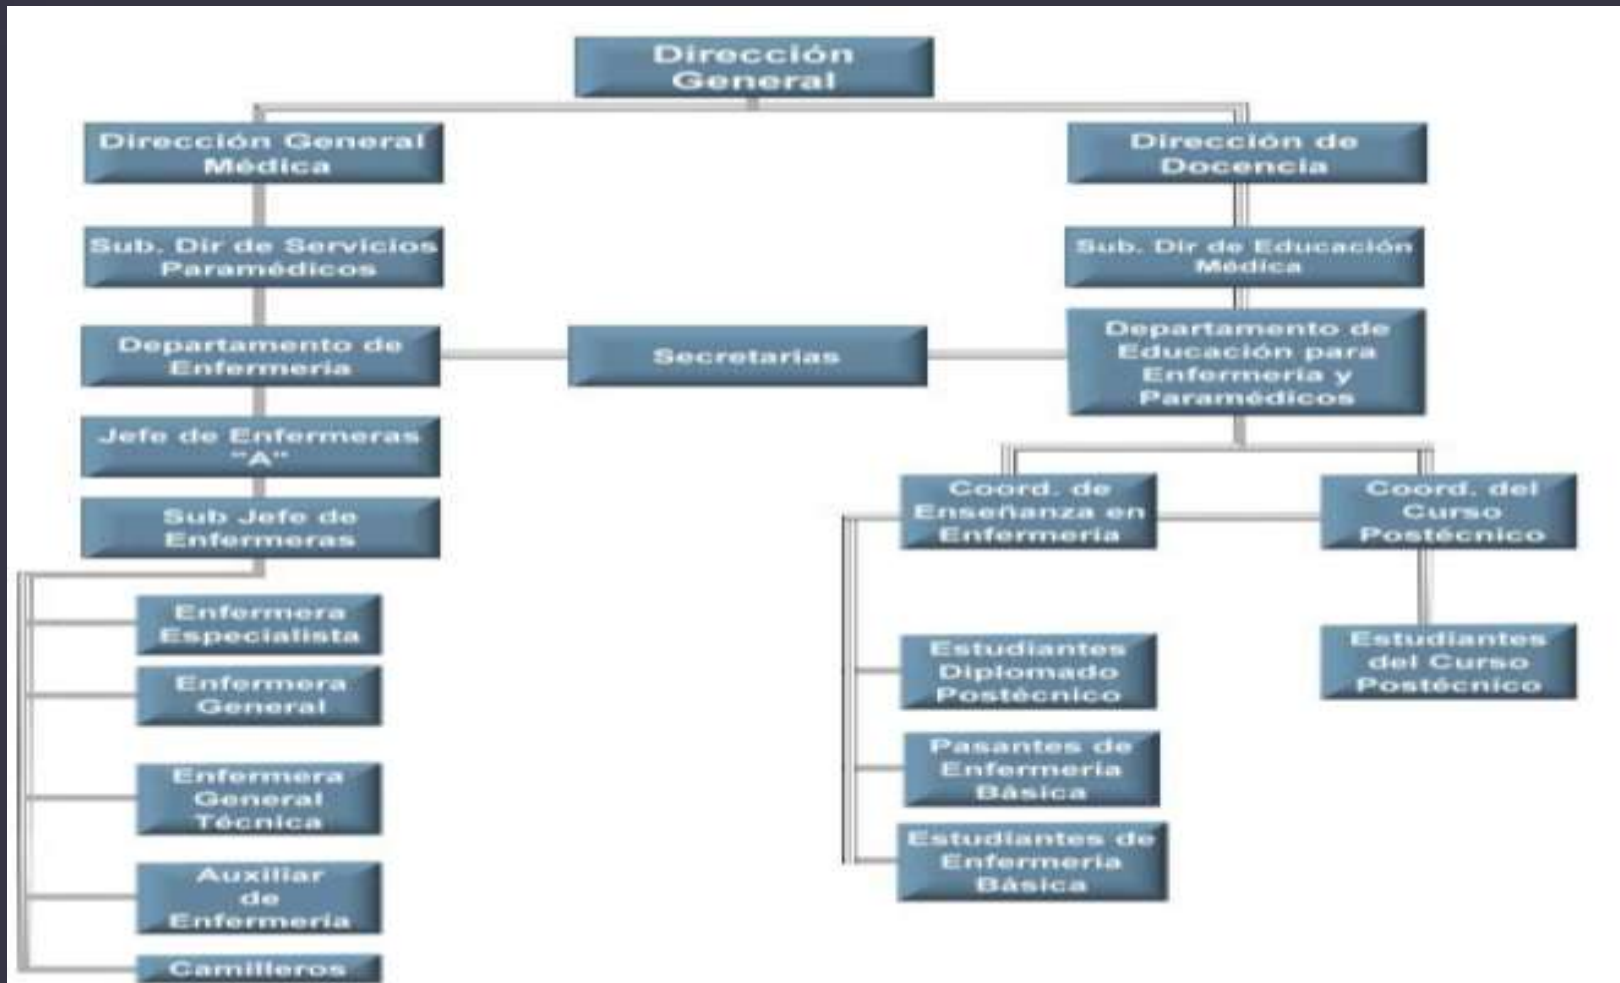 Dirección
General
Dirección General
Médica
Dirección de
Docencia
Sub. Dir de Servicios
Paramédicos
Sub. Dir de Educación
Médica
Departamento de
Enfermería
Secretarias
Departamento de
Educación para
Enfermería y
Paramédicos
Jefe de Enfermeras
"A"
Sub Jefe de
Enfermeras
Coord. de
Enseñanza en
Enfermería
Coord. del
Curso
Postécnico
Enfermera
Especialista
Enfermera
General
Enfermera
General
Técnica
Auxiliar
de
Enfermería
Camilleros
Estudiantes
Diplomado
Postécnico
Estudiantes
del Curso
Postécnico
Pasantes de
Enfermería
Básica
Estudiantes de
Enfermería
Básica